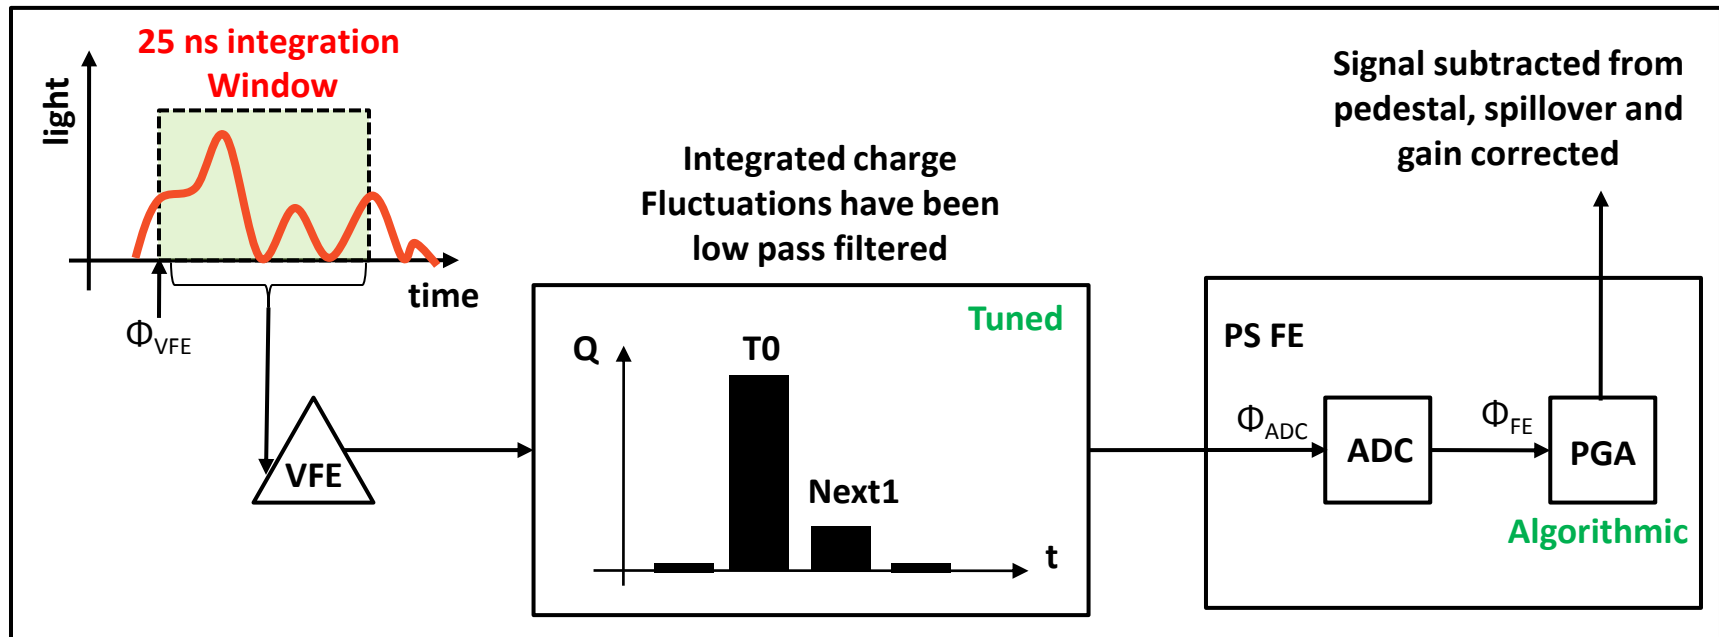 25 ns integration
Window
light
time
ΦVFE
VFE
Integrated charge
Fluctuations have been
low pass filtered
Tuned
Q
T0
Next1
t
Signal subtracted from
pedestal, spillover and
gain corrected
PS FE
ΦADC
ADC
ΦFE
PGA
Algorithmic